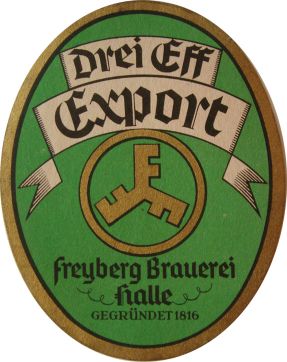 Drei Eff
Export
F F F
Freyberg Brauerei
Halle
GEGRÜNDET 1816